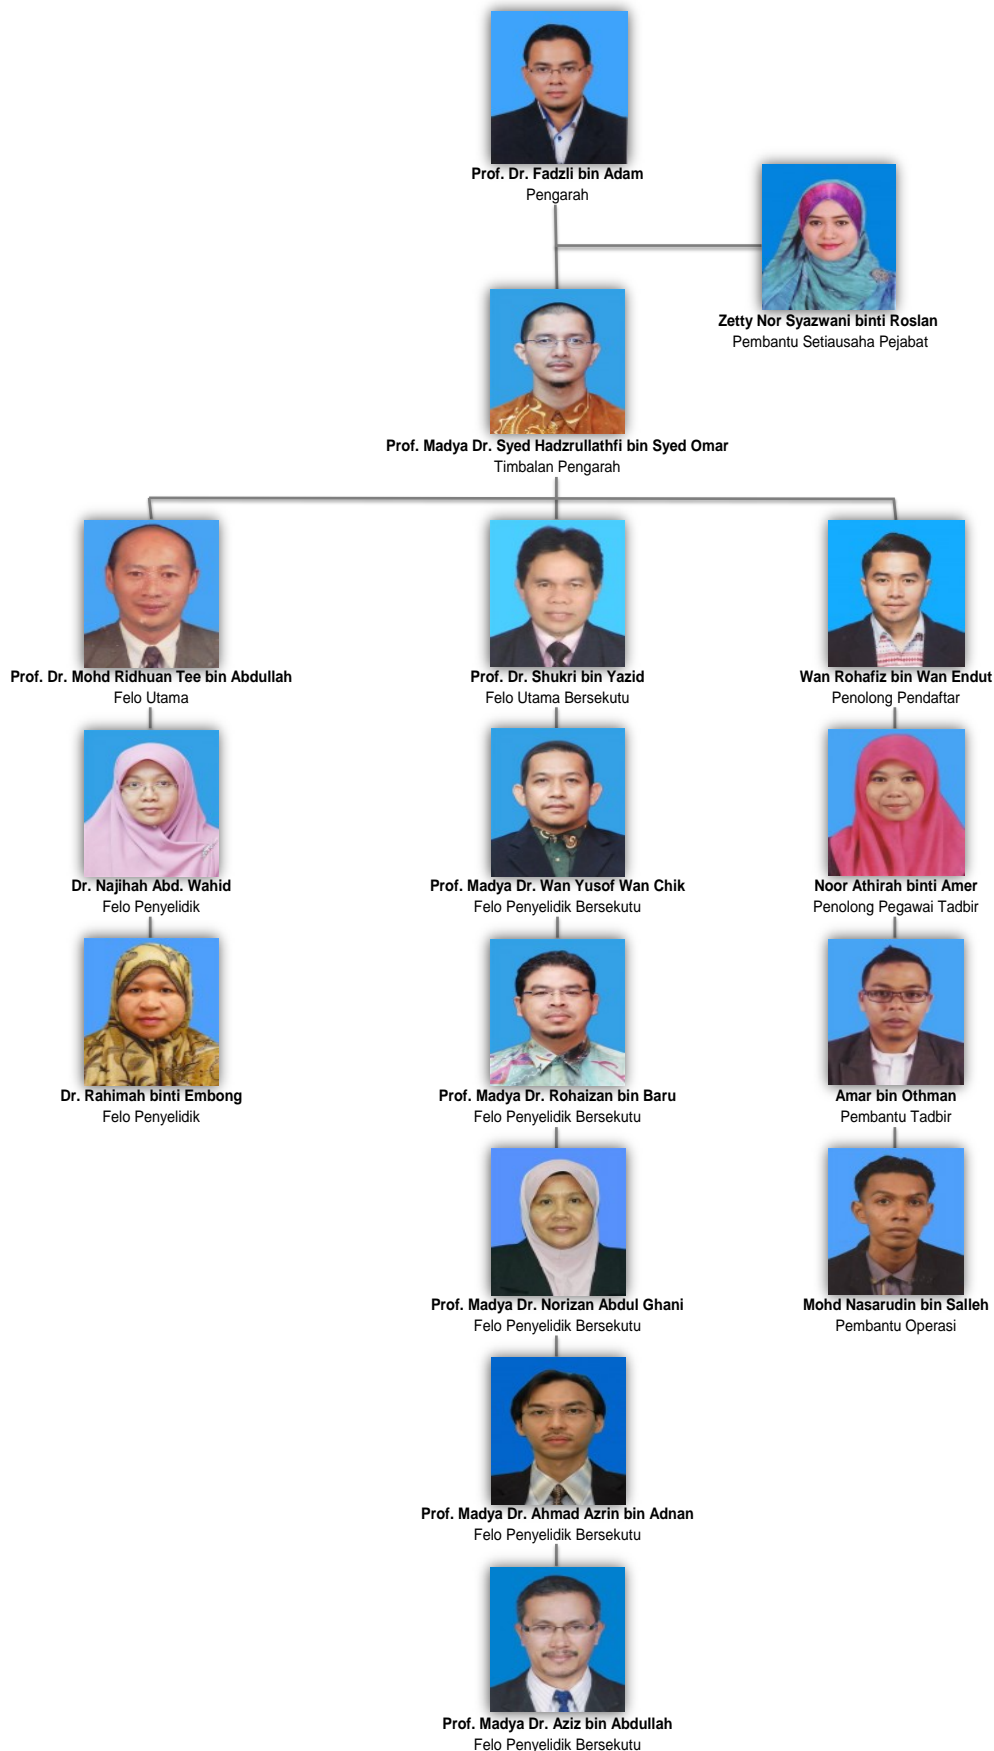 Prof. Dr. Fadzli bin Adam
Pengarah
Zetty Nor Syazwani binti Roslan
Pembantu Setiausaha Pejabat
Prof. Madya Dr. Syed Hadzrullathfi bin Syed Omar
Timbalan Pengarah
Prof. Dr. Mohd Ridhuan Tee bin Abdullah
Felo Utama
Prof. Dr. Shukri bin Yazid
Felo Utama Bersekutu
Wan Rohafiz bin Wan Endut
Penolong Pendaftar
Dr. Najihah Abd. Wahid
Felo Penyelidik
Prof. Madya Dr. Wan Yusof Wan Chik
Felo Penyelidik Bersekutu
Noor Athirah binti Amer
Penolong Pegawai Tadbir
Dr. Rahimah binti Embong
Felo Penyelidik
Prof. Madya Dr. Rohaizan bin Baru
Felo Penyelidik Bersekutu
Amar bin Othman
Pembantu Tadbir
Prof. Madya Dr. Norizan Abdul Ghani
Felo Penyelidik Bersekutu
Mohd Nasarudin bin Salleh
Pembantu Operasi
Prof. Madya Dr. Ahmad Azrin bin Adnan
Felo Penyelidik Bersekutu
Prof. Madya Dr. Aziz bin Abdullah
Felo Penyelidik Bersekutu